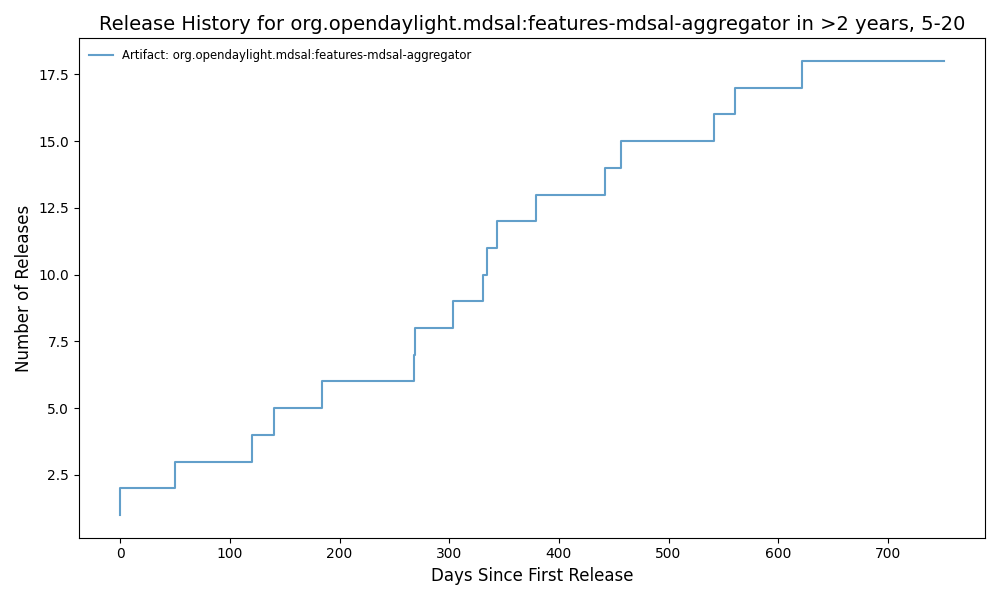 Release History for org.opendaylight.mdsal:features-mdsal-aggregator in >2 years, 5-20
Artifact: org.opendaylight.mdsal:features-mdsal-aggregator
Number of Releases
17.5
15.0
12.5
10.0
7.5
5.0
2.5
0 100 200 300 400 500 600 700
Days Since First Release